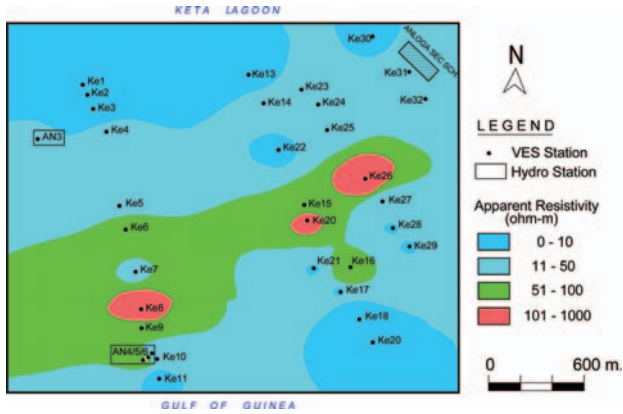 KETA LAGOON
Ke30
ANLOGA SEC SCH.
Ke13
Ke31
Ke1
Ke2
Ke23
Ke3
Ke14
Ke24
Ke32
Ke4
AN3
Ke25
Ke22
Ke26
Ke5
Ke15
Ke27
Ke6
Ke20
Ke28
Ke29
Ke7
Ke21
Ke16
Ke17
Ke8
Ke18
Ke9
Ke20
AN4/5/6
Ke10
Ke11
GULF OF GUINEA
N
LEGEND
VES Station
Hydro Station
Apparent Resistivity
(ohm-m)
0 - 10
11 - 50
51 - 100
101 - 1000
0 600 m.